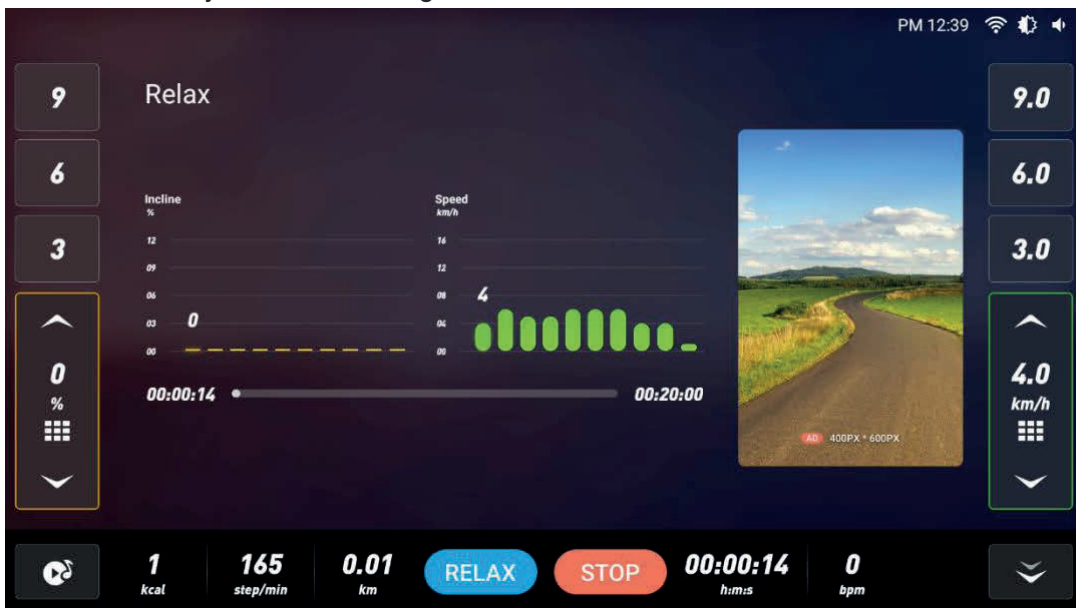 PM 12:39
Relax
9
6
3
0
%
9.0
6.0
3.0
4.0
km/h
Incline
%
12
09
06
03
00
0
Speed
km/h
16
12
08
04
00
4
00:00:14
00:20:00
AD 400PX * 600PX
1
kcal
165
step/min
0.01
km
RELAX
STOP
00:00:14
h:m:s
0
bpm